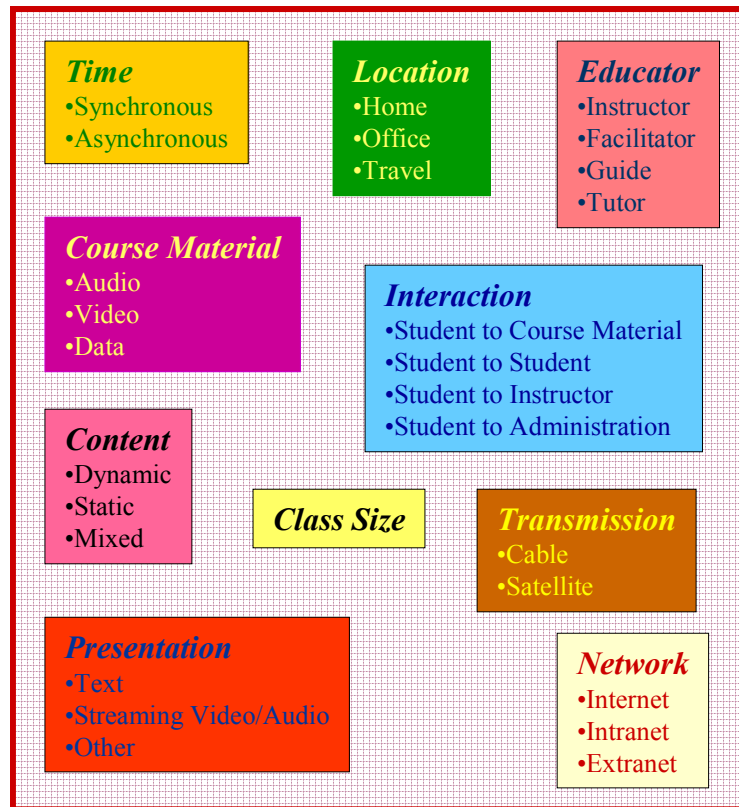 Time
•Synchronous
•Asynchronous
Location
•Home
•Office
•Travel
Educator
•Instructor
•Facilitator
•Guide
•Tutor
Course Material
•Audio
•Video
•Data
Interaction
•Student to Course Material
•Student to Student
•Student to Instructor
•Student to Administration
Content
•Dynamic
•Static
•Mixed
Class Size
Transmission
•Cable
•Satellite
Presentation
•Text
•Streaming Video/Audio
•Other
Network
•Internet
•Intranet
•Extranet